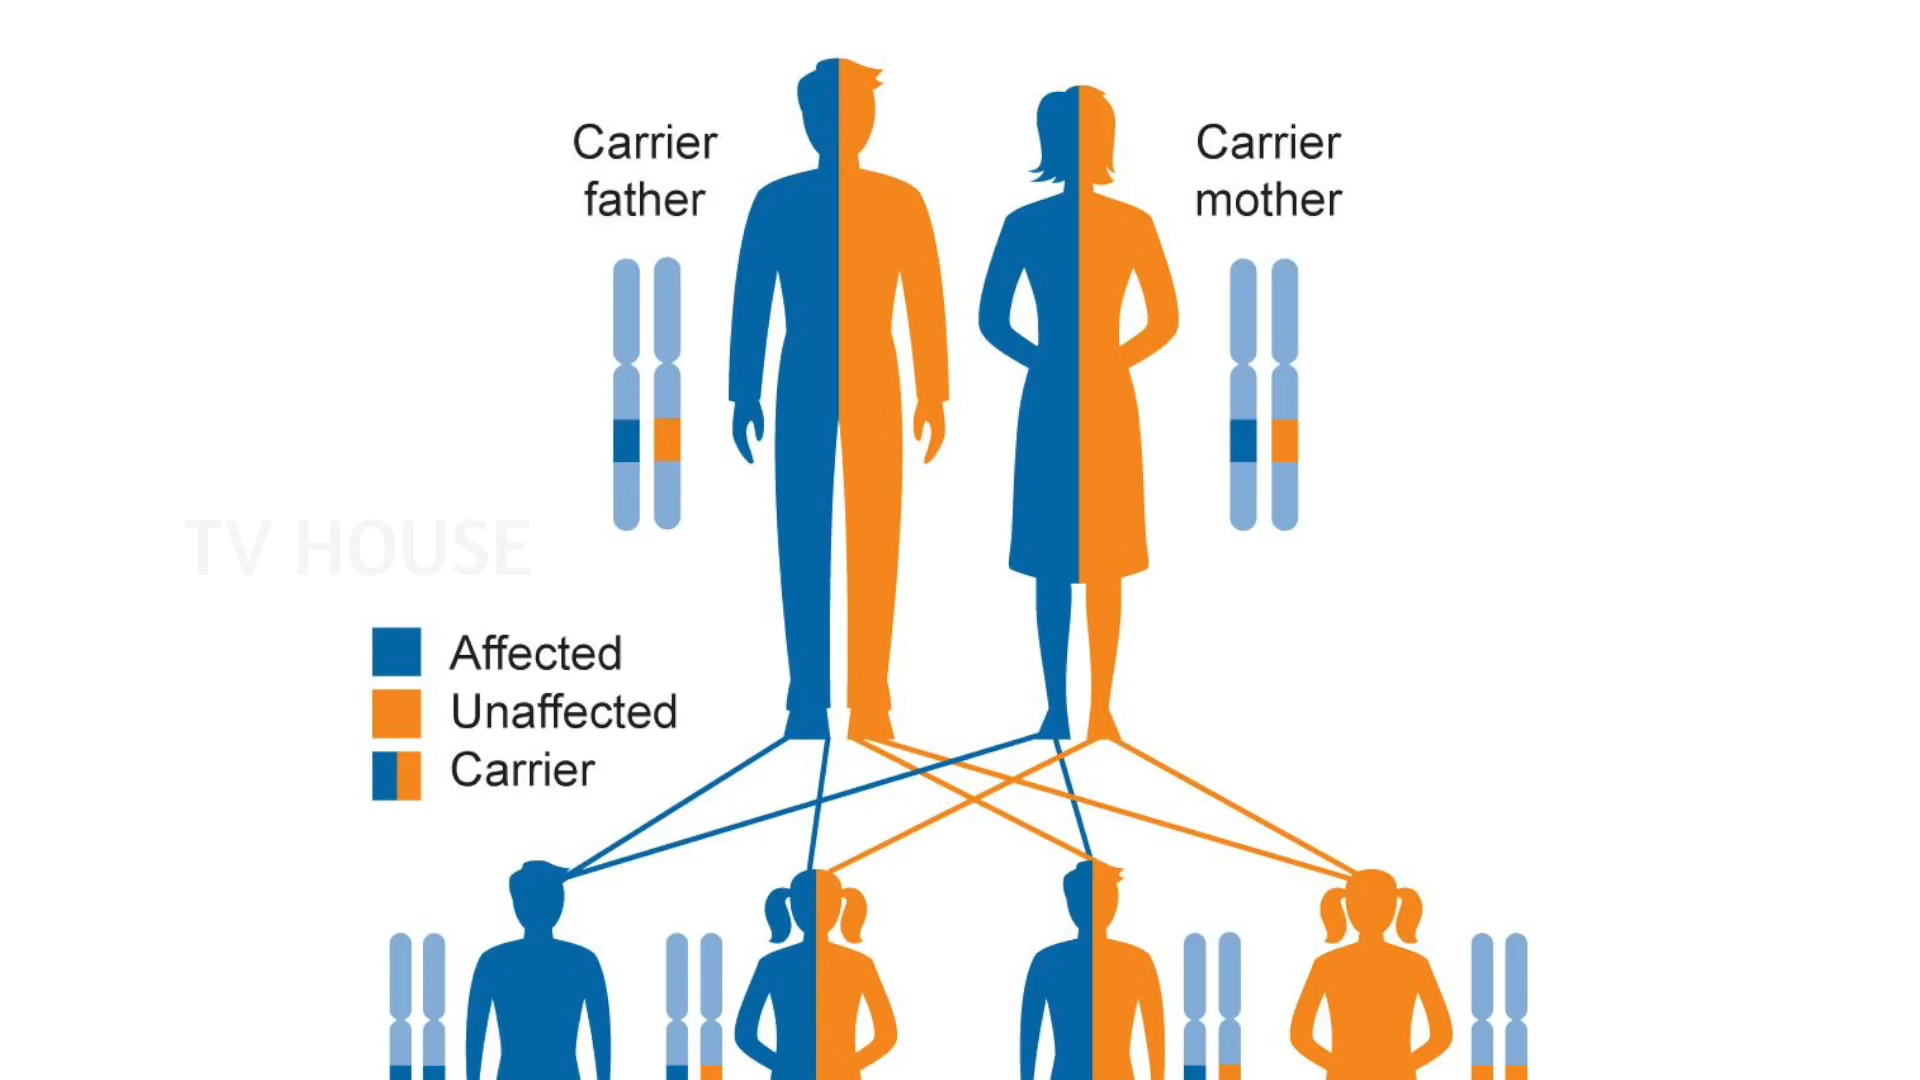 Carrier
father
Carrier
mother
TV HOUSE
Affected
Unaffected
Carrier